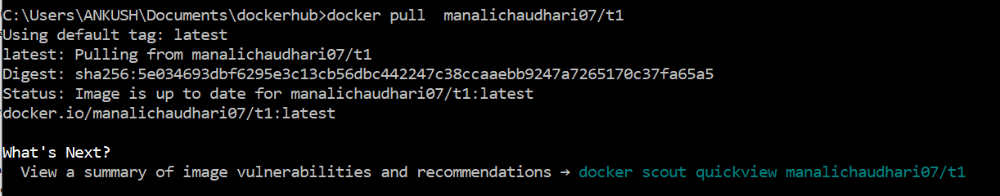 C:\Users\ANKUSH\Documents\dockerhub>docker pull  manalichaudhari07/t1
Using default tag: latest
latest: Pulling from manalichaudhari07/t1
Digest: sha256:5e034693dbf6295e3c13cb56dbc442247c38ccaaebb9247a7265170c37fa65a5
Status: Image is up to date for manalichaudhari07/t1:latest
docker.io/manalichaudhari07/t1:latest
What's Next?
View a summary of image vulnerabilities and recommendations → docker scout quickview manalichaudhari07/t1